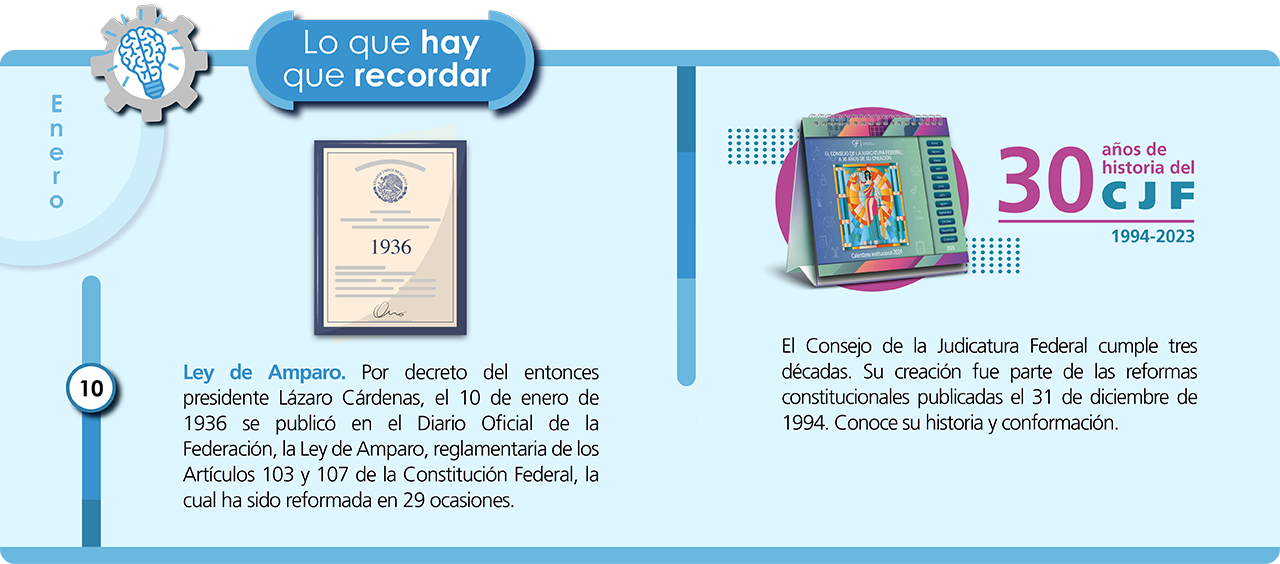 Lo que hay
que recordar
Enero
1936
10
Ley de Amparo. Por decreto del entonces
presidente Lázaro Cárdenas, el 10 de enero de
1936 se publicó en el Diario Oficial de la
Federación, la Ley de Amparo, reglamentaria de los
Artículos 103 y 107 de la Constitución Federal, la
cual ha sido reformada en 29 ocasiones.
EL CONSEJO DE LA JUDICATURA FEDERAL,
A 30 AÑOS DE SU CREACIÓN
Calendario Institucional 2024
30 años de
historia del
CJF
1994-2023
El Consejo de la Judicatura Federal cumple tres
décadas. Su creación fue parte de las reformas
constitucionales publicadas el 31 de diciembre de
1994. Conoce su historia y conformación.